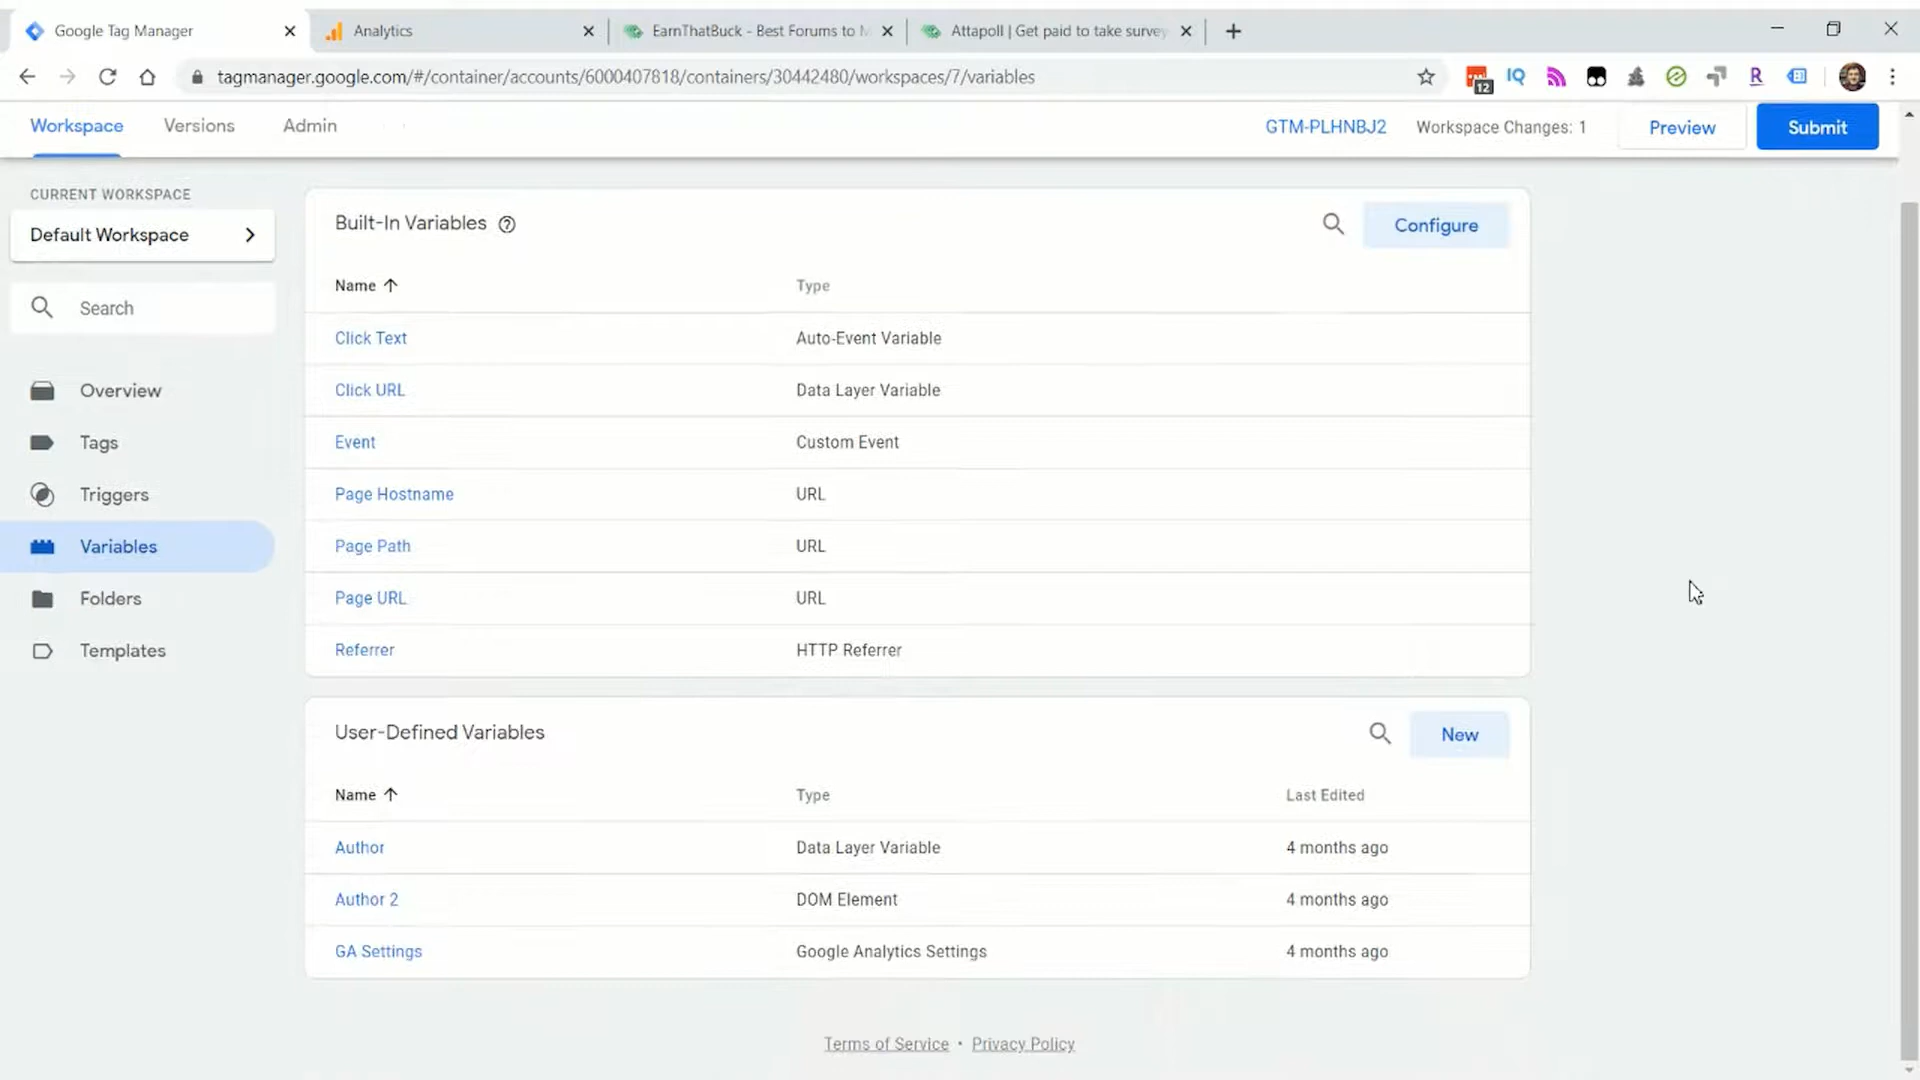 Google Tag Manager
Analytics
EarnThatBuck - Best Forums to M
Attapoll | Get paid to take survey
tagmanager.google.com/#/container/accounts/6000407818/containers/30442480/workspaces/7/variables
12
IQ
R
Workspace
Versions
Admin
GTM-PLHNBJ2
Workspace Changes: 1
Preview
Submit
CURRENT WORKSPACE
Default Workspace
Search
Overview
Tags
Triggers
Variables
Folders
Templates
Built-In Variables
Configure
Name Type
Click Text Auto-Event Variable
Click URL Data Layer Variable
Event Custom Event
Page Hostname URL
Page Path URL
Page URL URL
Referrer HTTP Referrer
User-Defined Variables
New
Name Type Last Edited
Author Data Layer Variable 4 months ago
Author 2 DOM Element 4 months ago
GA Settings Google Analytics Settings 4 months ago
Terms of Service • Privacy Policy